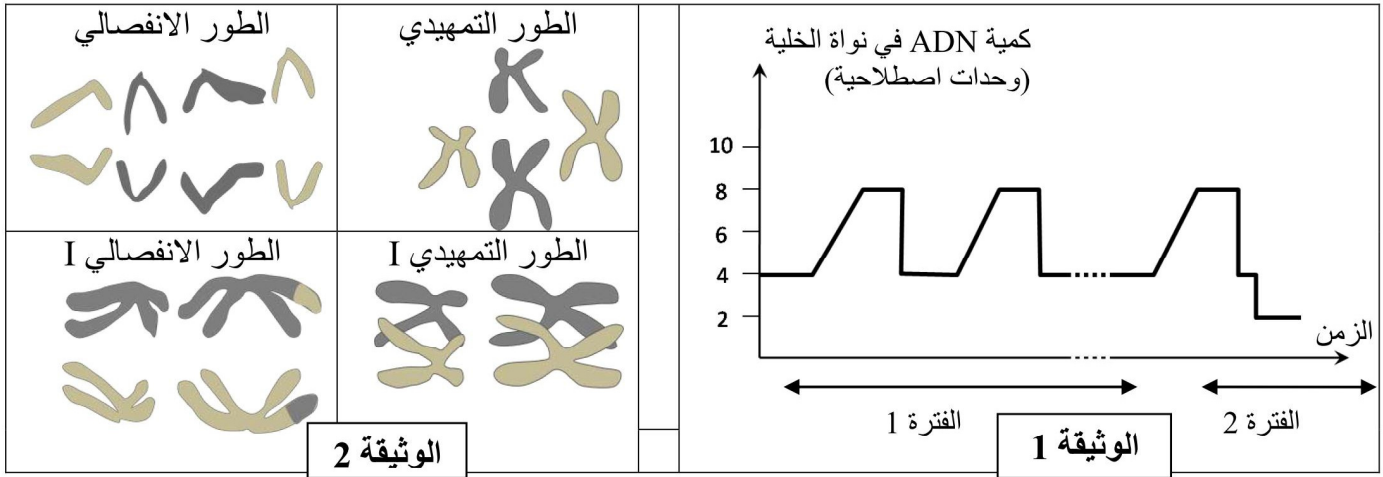 كمية ADN في نواة الخلية
(وحدات اصطلاحية)
10
8
6
4
2
الزمن
الفترة 1
الفترة 2
الوثيقة 1
الطور التمهيدي
الطور الانفصالي
الطور التمهيدي I
الطور الانفصالي I
الوثيقة 2